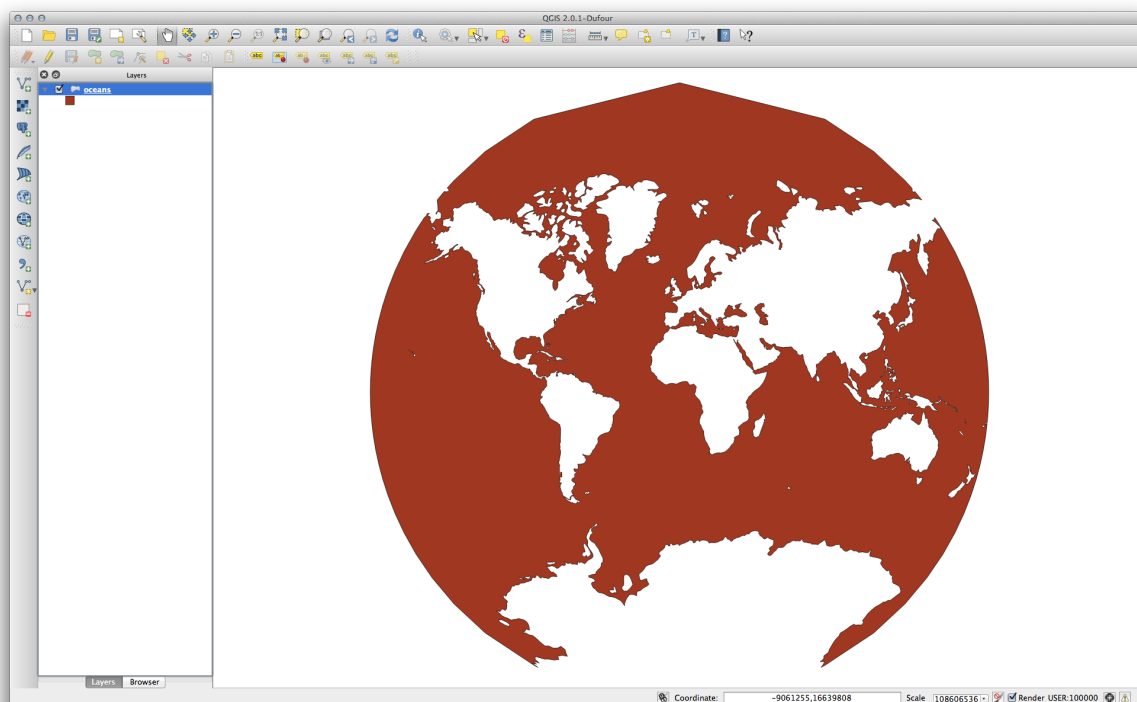 QGIS 2.0.1-Dufour
Layers
oceans
Layers Browser
Coordinate: -9061255,16639808 Scale 108606536 Render USER:100000